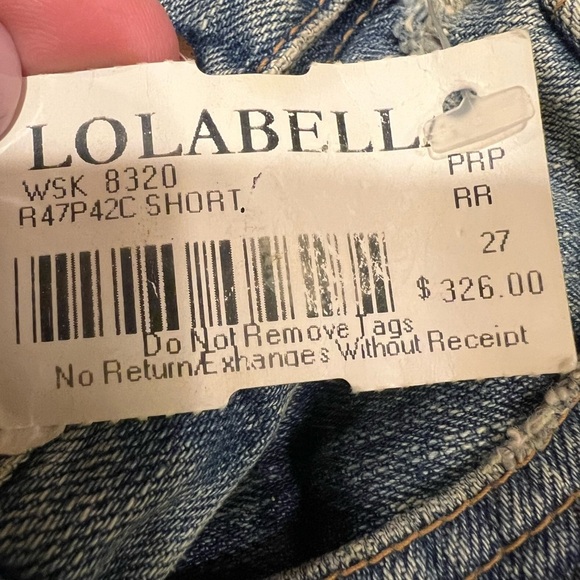 LOLABELL
WSK 8320 PRP
R47P42C SHORT RR
27
$ 326.00
Do Not Remove Tags
No Return/Exhanges Without Receipt